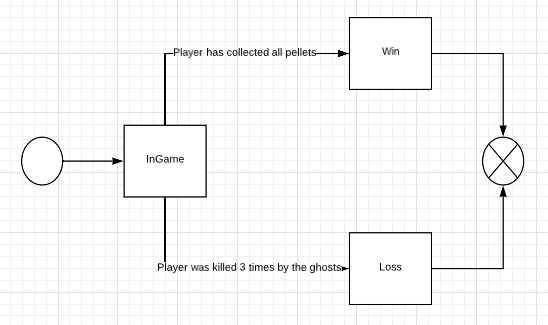 Player has collected all pellets
Win
InGame
Player was killed 3 times by the ghosts
Loss